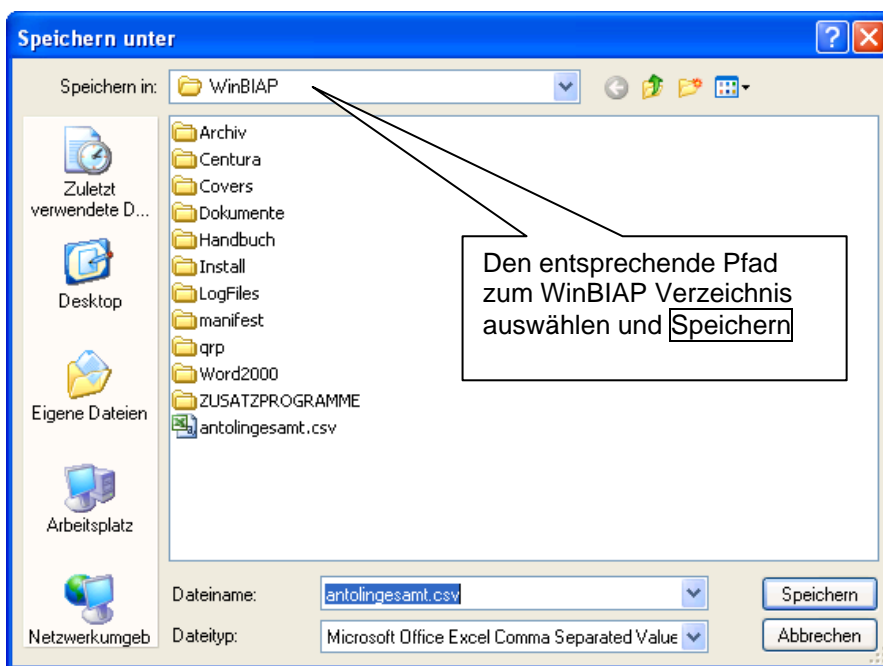 Speichern unte
Speichern in:
WinBIAP
Zuletzt
verwendete D...
Desktop
Eigene Dateien
Arbeitsplatz
Netzwerkumgeb
Archiv
Centura
Covers
Dokumente
Handbuch
Install
LogFiles
manifest
qrp
Word2000
ZUSATZPROGRAMME
antolingesamt.csv
Den entsprechende Pfad
zum WinBIAP Verzeichnis
auswählen und Speichern
Dateiname:
antolingesamt.csv
Speichern
Dateityp:
Microsoft Office Excel Comma Separated Value
Abbrechen